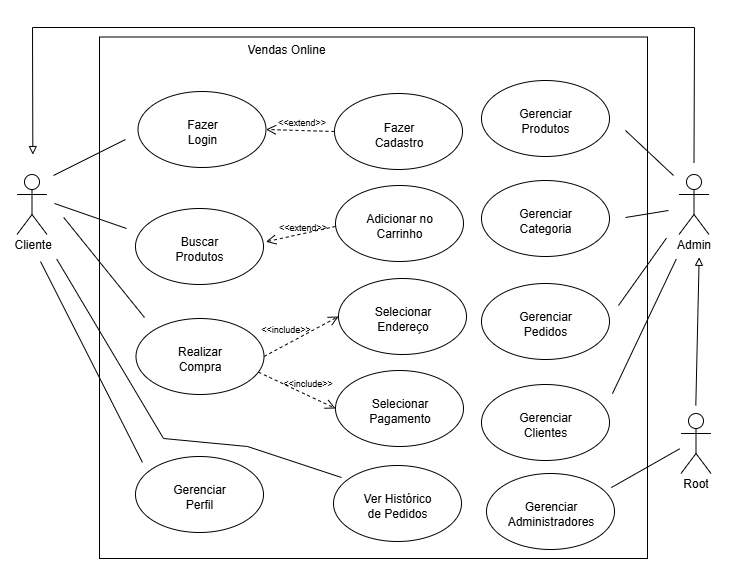 Vendas Online
Fazer
Login
<<extend>>
Fazer
Cadastro
Gerenciar
Produtos
Buscar
Produtos
<<extend>>
Adicionar no
Carrinho
Gerenciar
Categoria
Cliente
Admin
Realizar
Compra
<<include>>
Selecionar
Endereço
Gerenciar
Pedidos
<<include>>
Selecionar
Pagamento
Gerenciar
Clientes
Gerenciar
Perfil
Ver Histórico
de Pedidos
Gerenciar
Administradores
Root